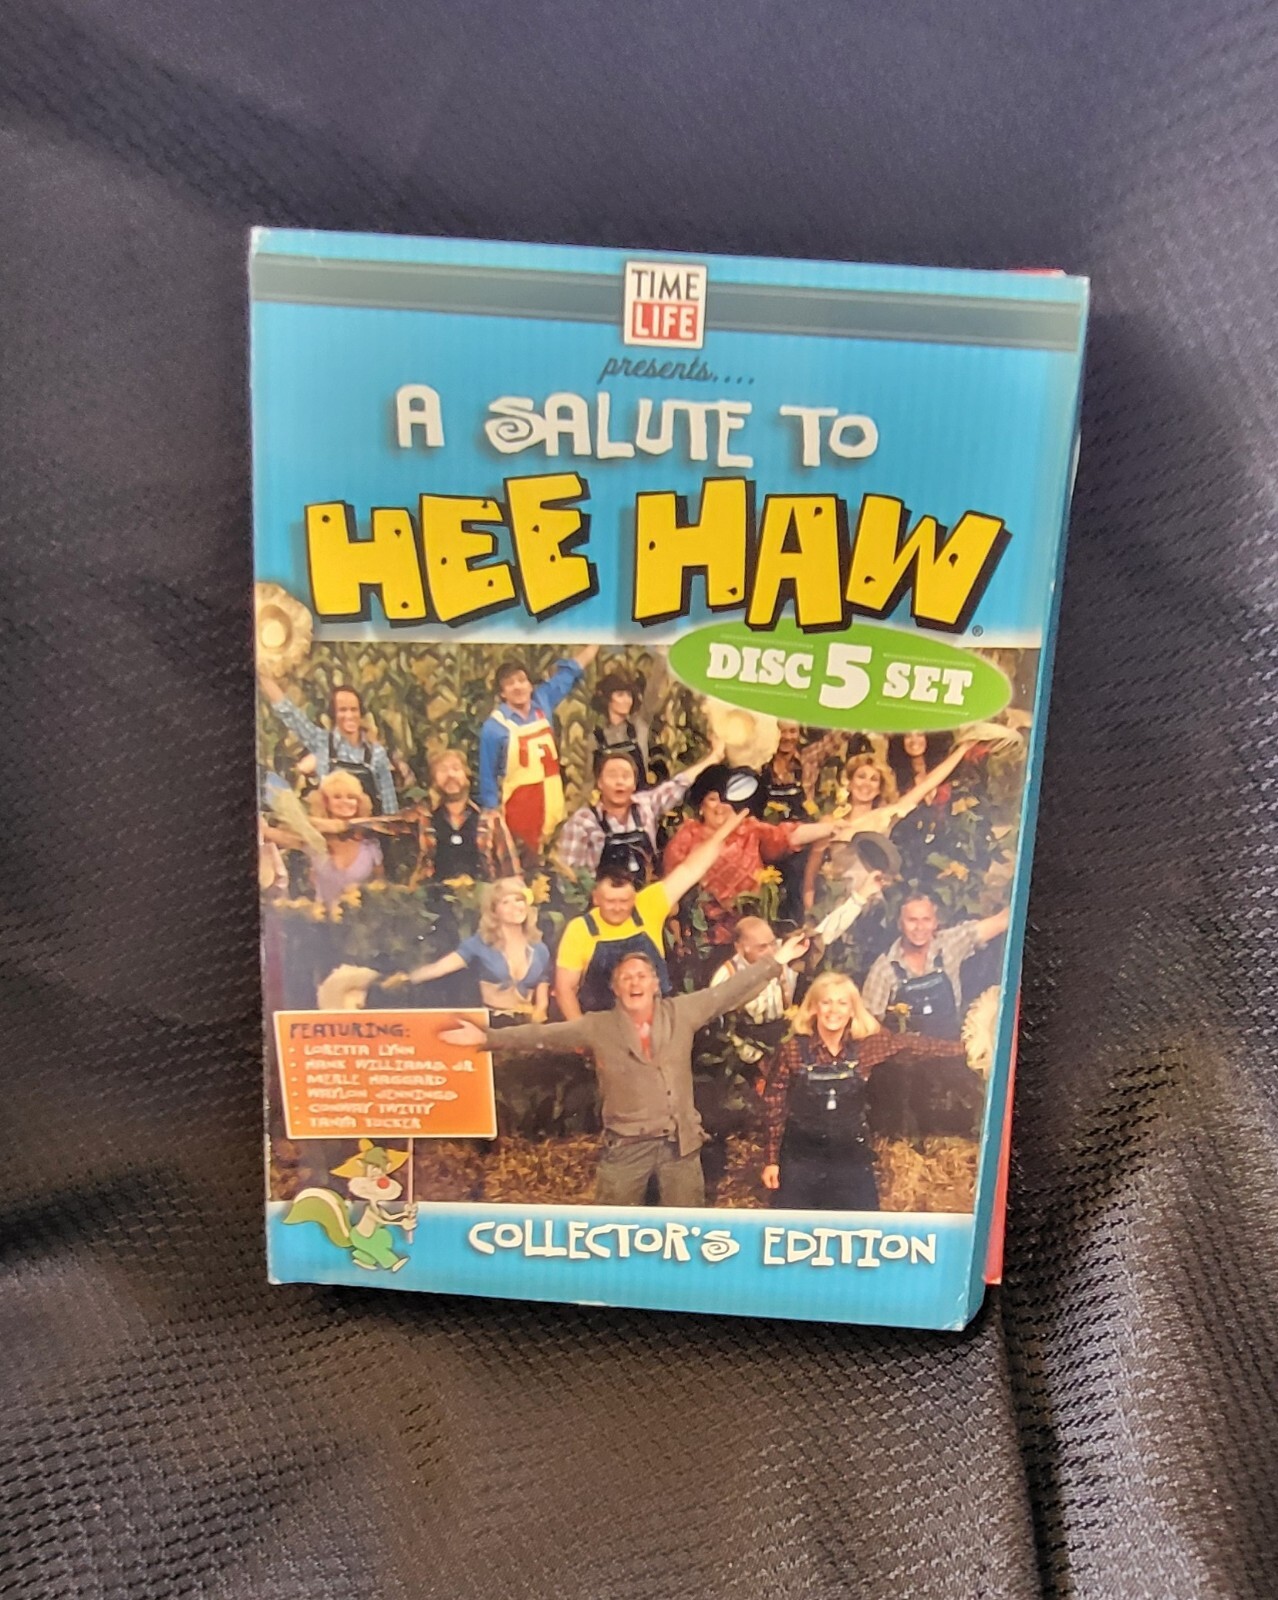 TIME
LIFE
presents....
A SALUTE TO
HEE HAW®
DISC 5 SET
FEATURING:
• LORETTA LYNN
• HANK WILLIAMS JR.
• MERLE HAGGARD
• WAYLON JENNINGS
• CONWAY TWITTY
• TANYA TUCKER
COLLECTOR'S EDITION